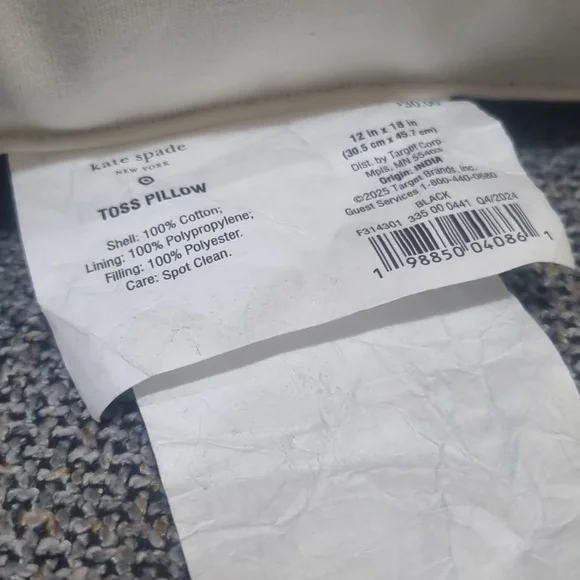 kate spade
NEW YORK
TOSS PILLOW
Shell: 100% Cotton;
Lining: 100% Polypropylene;
Filling: 100% Polyester.
Care: Spot Clean.
$30.00
12 in x 18 in
(30.5 cm x 45.7 cm)
Dist. by Target Corp.
Mpls, MN 55403
Origin: INDIA
©2025 Target Brands, Inc.
Guest Services 1-800-440-0680
BLACK
F314301 335 00 0441 Q4/2024
1 98850 04086 1